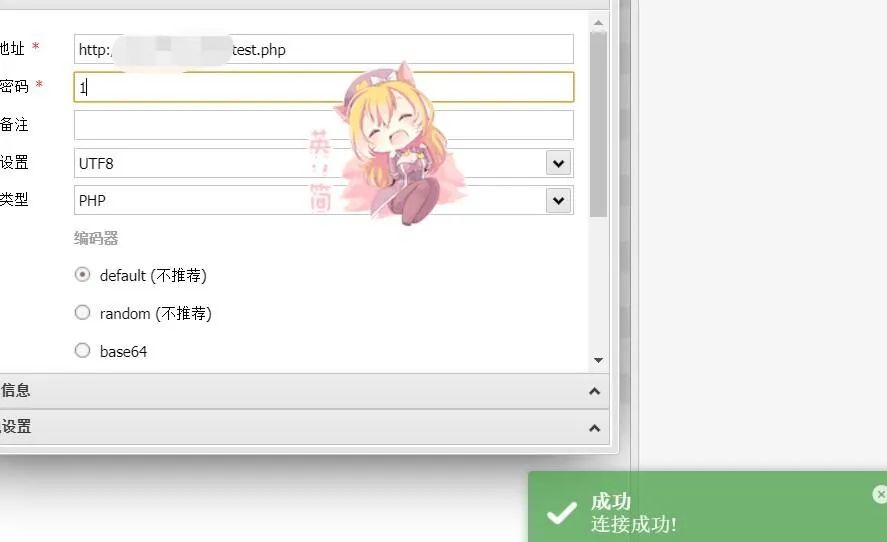 地址 *
http:/ test.php
密码 *
1
备注
英 简
设置
UTF8
类型
PHP
编码器
default (不推荐)
random (不推荐)
base64
信息
设置
成功
连接成功!